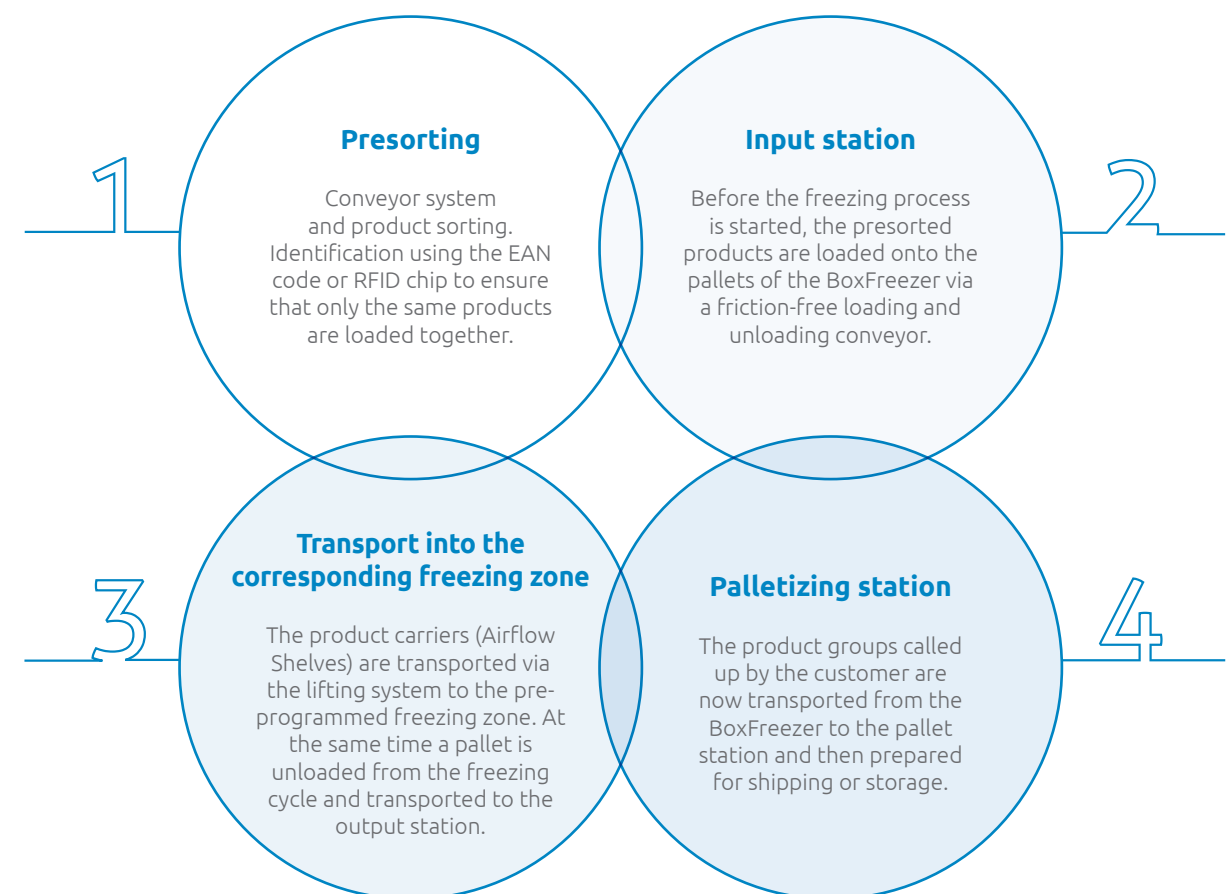 1
Presorting
Conveyor system
and product sorting.
Identification using the EAN
code or RFID chip to ensure
that only the same products
are loaded together.
Input station
Before the freezing process
is started, the presorted
products are loaded onto the
pallets of the BoxFreezer via
a friction-free loading and
unloading conveyor.
2
3
Transport into the
corresponding freezing zone
The product carriers (Airflow
Shelves) are transported via
the lifting system to the pre-
programmed freezing zone. At
the same time a pallet is
unloaded from the freezing
cycle and transported to the
output station.
Palletizing station
The product groups called
up by the customer are
now transported from the
BoxFreezer to the pallet
station and then prepared
for shipping or storage.
4